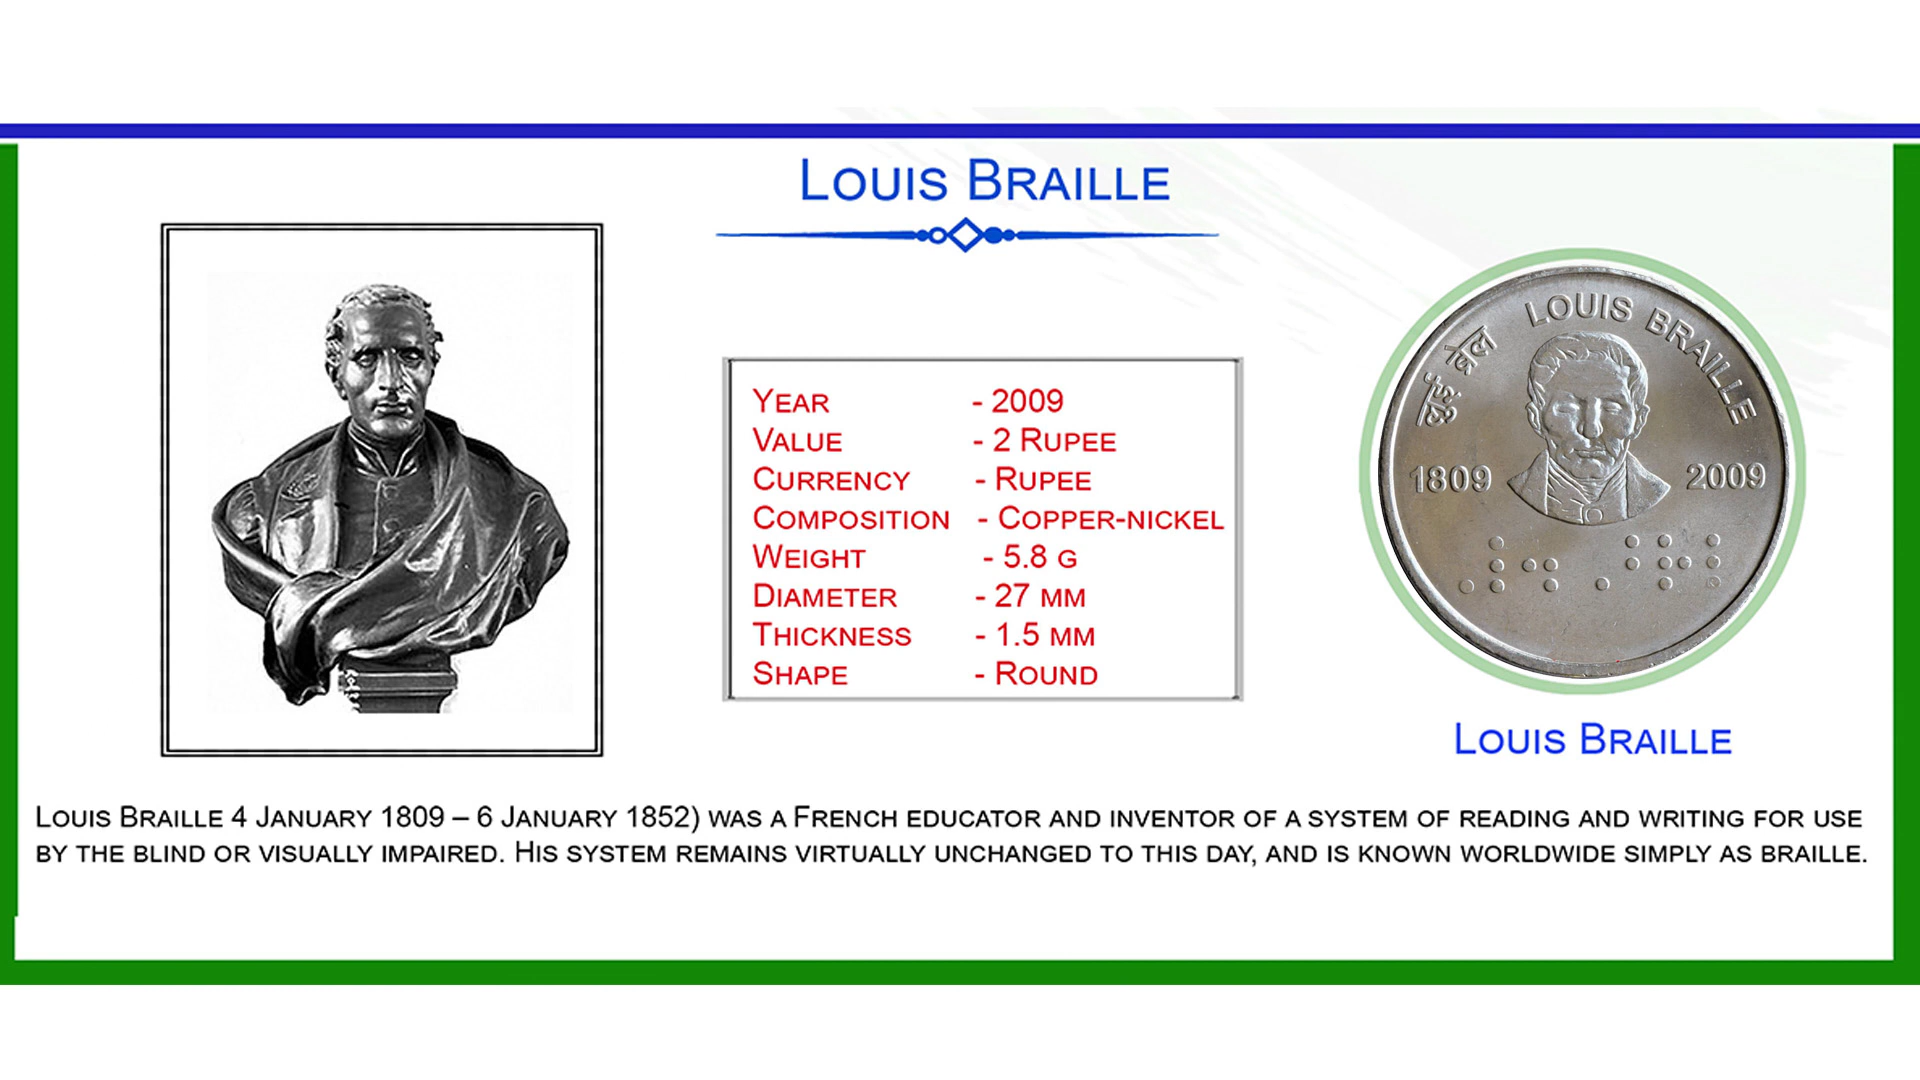 LOUIS BRAILLE
YEAR - 2009
VALUE - 2 RUPEE
CURRENCY - RUPEE
COMPOSITION - COPPER-NICKEL
WEIGHT - 5.8 G
DIAMETER - 27 MM
THICKNESS - 1.5 MM
SHAPE - ROUND
लुई ब्रेल LOUIS BRAILLE
1809 2009
LOUIS BRAILLE
LOUIS BRAILLE 4 JANUARY 1809 – 6 JANUARY 1852) WAS A FRENCH EDUCATOR AND INVENTOR OF A SYSTEM OF READING AND WRITING FOR USE
BY THE BLIND OR VISUALLY IMPAIRED. HIS SYSTEM REMAINS VIRTUALLY UNCHANGED TO THIS DAY, AND IS KNOWN WORLDWIDE SIMPLY AS BRAILLE.